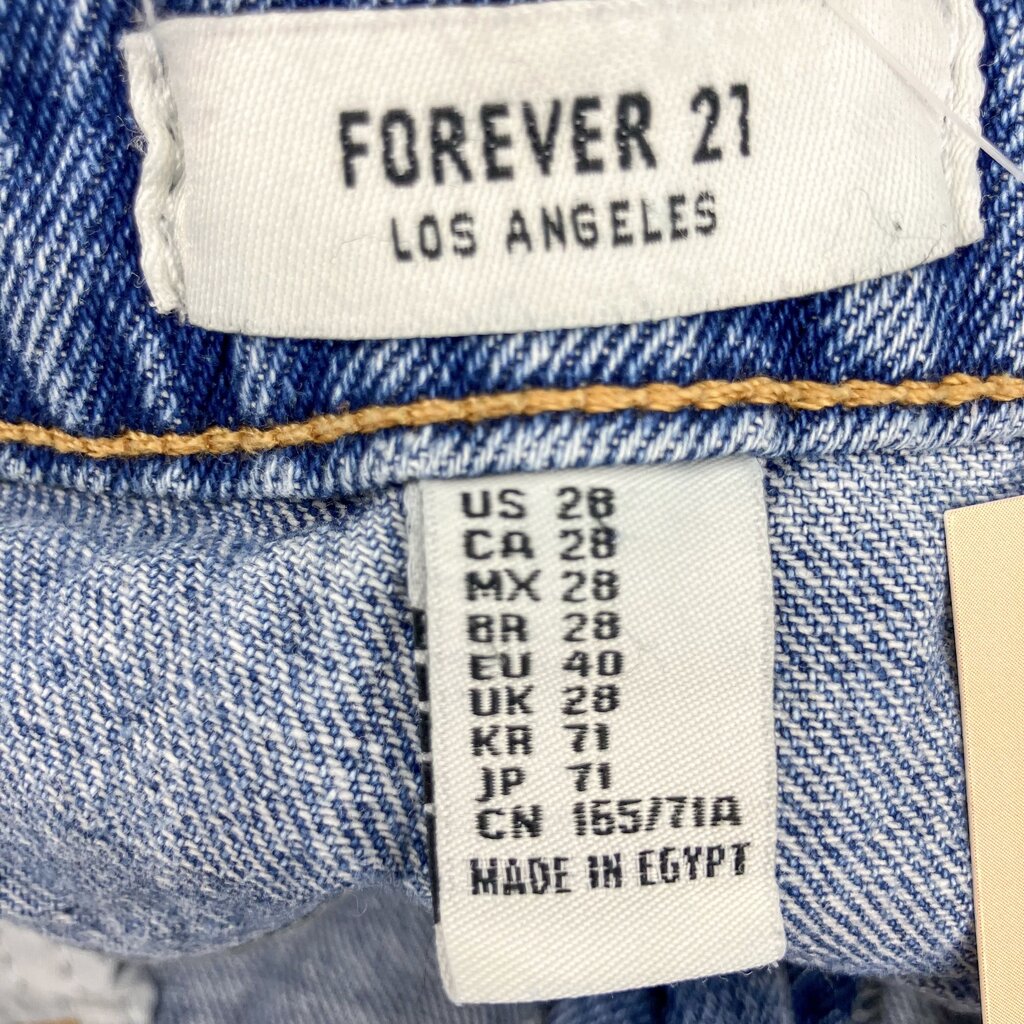 FOREVER 21
LOS ANGELES
US 28
CA 28
MX 28
BR 28
EU 40
UK 28
KR 71
JP 71
CN 165/71A
MADE IN EGYPT